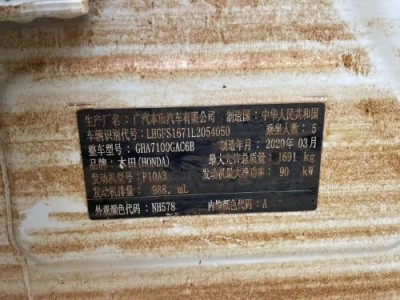 生产厂名：广汽本田汽车有限公司 制造国：中华人民共和国
车辆识别代号：LHGFS1671L2054050 乘坐人数：5
整车型号：GHA7100GAC6B 制造年月：2020年03月
品牌：本田(HONDA) 最大允许总质量：1691 kg
发动机型号：P10A3 发动机最大净功率：90 kW
发动机排量：988 mL
外观颜色代号：NH578 内饰颜色代号：A